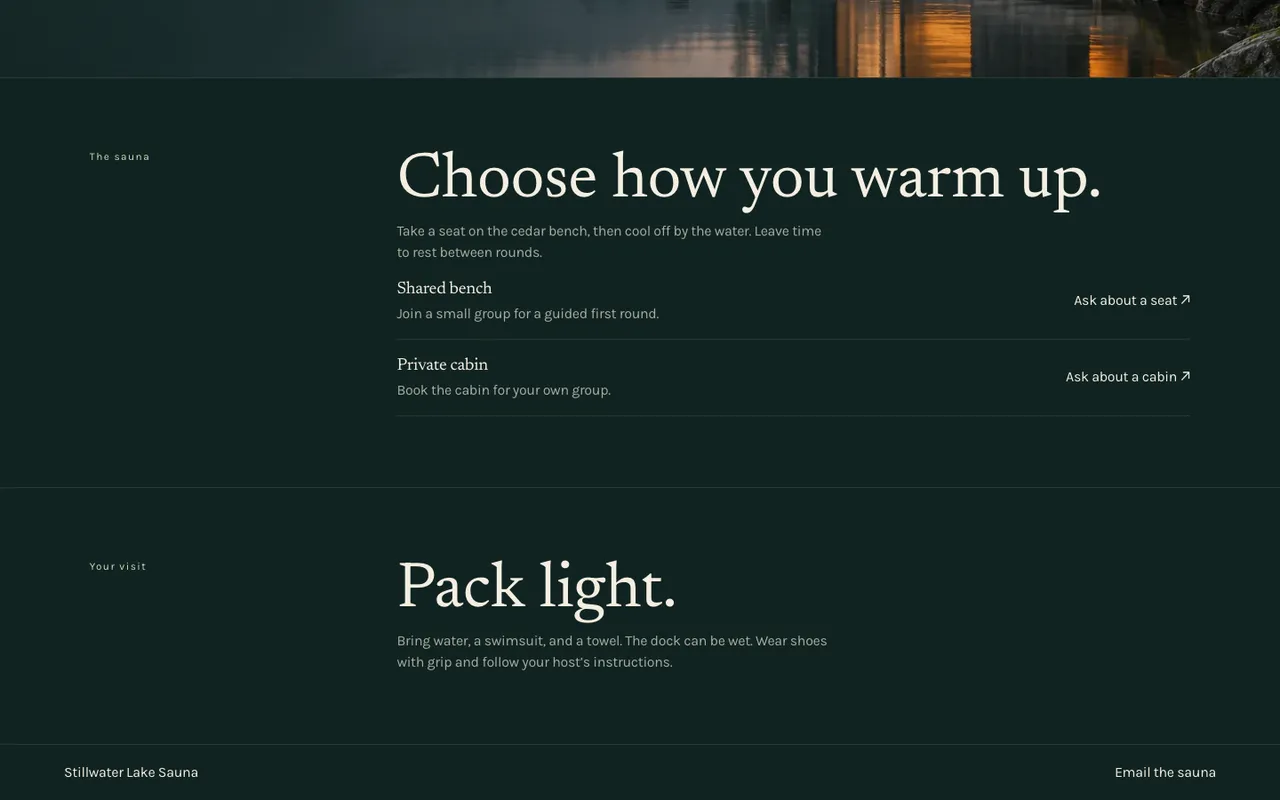 The sauna
Choose how you warm up.
Take a seat on the cedar bench, then cool off by the water. Leave time
to rest between rounds.
Shared bench
Join a small group for a guided first round.
Ask about a seat ↗
Private cabin
Book the cabin for your own group.
Ask about a cabin ↗
Your visit
Pack light.
Bring water, a swimsuit, and a towel. The dock can be wet. Wear shoes
with grip and follow your host’s instructions.
Stillwater Lake Sauna
Email the sauna